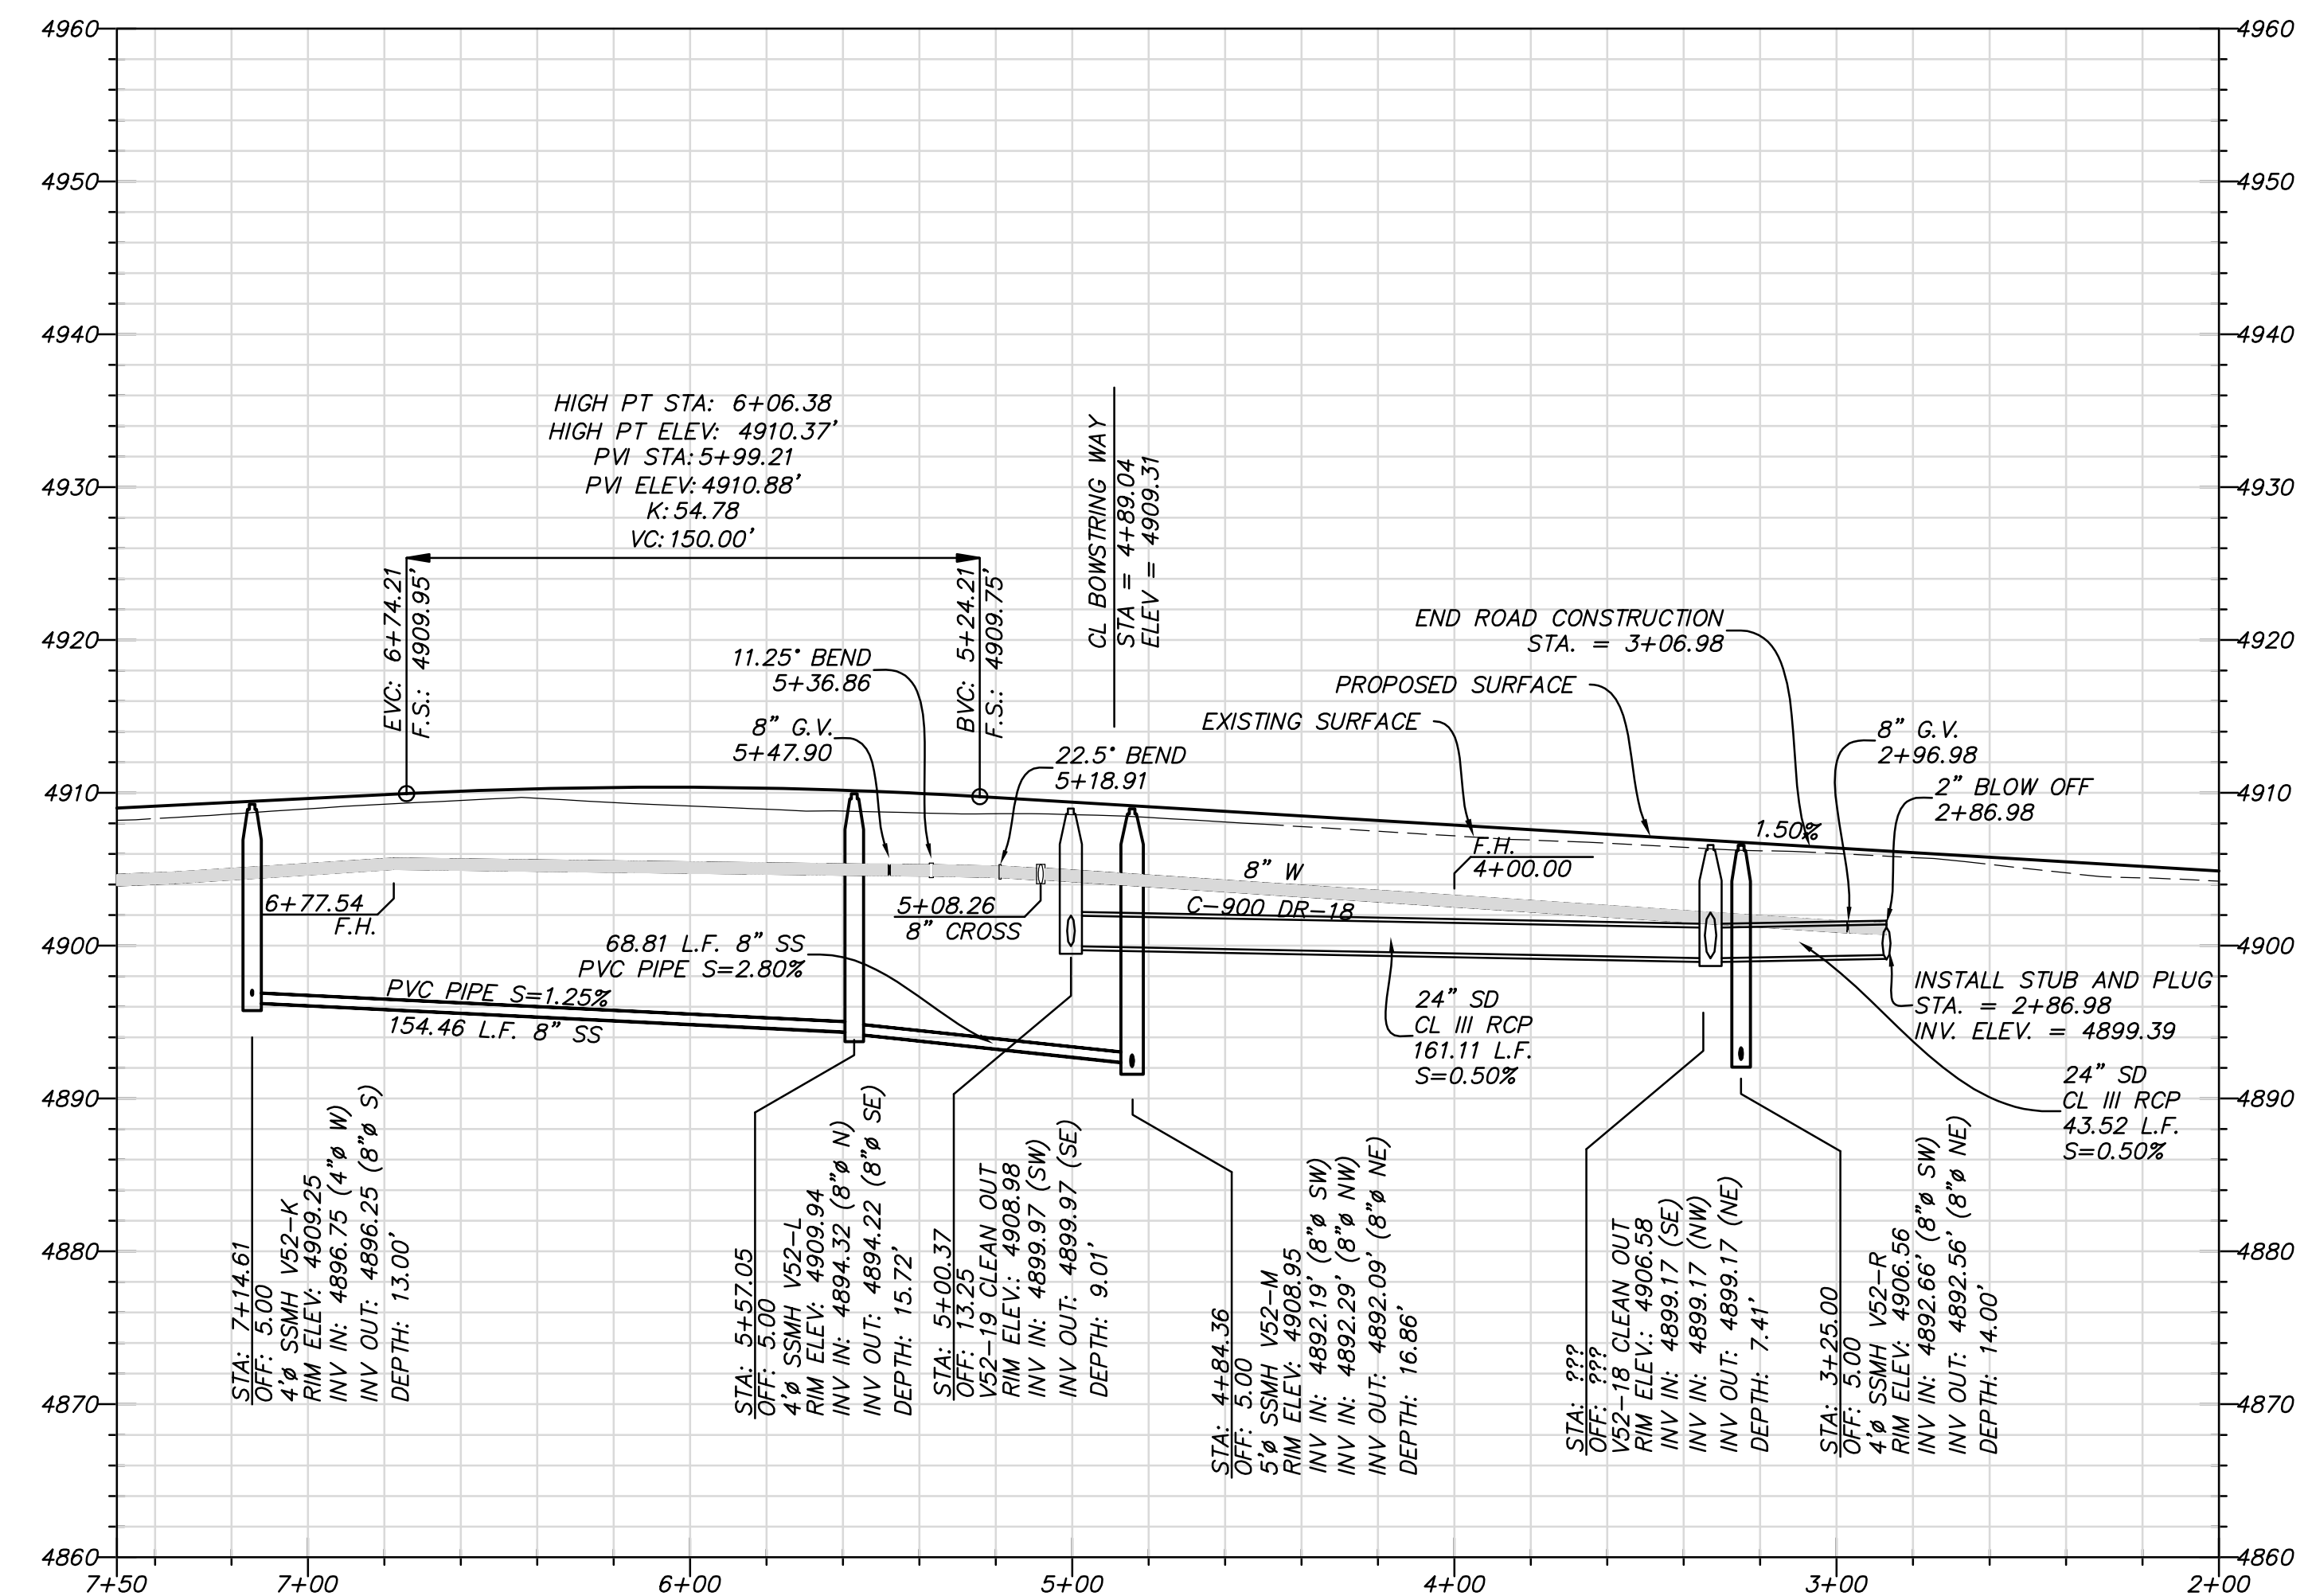 4960
4950
4940
4930
4920
4910
4900
4890
4880
4870
4860
4960
4950
4940
4930
4920
4910
4900
4890
4880
4870
4860
HIGH PT STA: 6+06.38
HIGH PT ELEV: 4910.37'
PVI STA: 5+99.21
PVI ELEV: 4910.88'
K: 54.78
VC: 150.00'
EVC: 6+74.21
F.S.: 4909.95'
BVC: 5+24.21
F.S.: 4909.75'
CL BOWSTRING WAY
STA = 4+89.04
ELEV = 4909.31
11.25° BEND
5+36.86
8" G.V.
5+47.90
22.5° BEND
5+18.91
END ROAD CONSTRUCTION
STA. = 3+06.98
PROPOSED SURFACE
EXISTING SURFACE
8" G.V.
2+96.98
2" BLOW OFF
2+86.98
1.50%
F.H.
4+00.00
8" W
C-900 DR-18
6+77.54
F.H.
5+08.26
8" CROSS
68.81 L.F. 8" SS
PVC PIPE S=2.80%
PVC PIPE S=1.25%
154.46 L.F. 8" SS
24" SD
CL III RCP
161.11 L.F.
S=0.50%
INSTALL STUB AND PLUG
STA. = 2+86.98
INV. ELEV. = 4899.39
24" SD
CL III RCP
43.52 L.F.
S=0.50%
STA: 7+14.61
OFF: 5.00
4'ø SSMH V52-K
RIM ELEV: 4909.25
INV IN: 4896.75 (4"ø W)
INV OUT: 4896.25 (8"ø S)
DEPTH: 13.00'
STA: 5+57.05
OFF: 5.00
4'ø SSMH V52-L
RIM ELEV: 4909.94
INV IN: 4894.32 (8"ø N)
INV OUT: 4894.22 (8"ø SE)
DEPTH: 15.72'
STA: 5+00.37
OFF: 13.25
V52-19 CLEAN OUT
RIM ELEV.: 4908.98
INV IN: 4899.97 (SW)
INV OUT: 4899.97 (SE)
DEPTH: 9.01'
STA: 4+84.36
OFF: 5.00
5'ø SSMH V52-M
RIM ELEV: 4908.95
INV IN: 4892.19' (8"ø SW)
INV IN: 4892.29' (8"ø NW)
INV OUT: 4892.09' (8"ø NE)
DEPTH: 16.86'
STA: ???
OFF: ???
V52-18 CLEAN OUT
RIM ELEV.: 4906.58
INV IN: 4899.17 (SE)
INV IN: 4899.17 (NW)
INV OUT: 4899.17 (NE)
DEPTH: 7.41'
STA: 3+25.00
OFF: 5.00
4'ø SSMH V52-R
RIM ELEV: 4906.56
INV IN: 4892.66' (8"ø SW)
INV OUT: 4892.56' (8"ø NE)
DEPTH: 14.00'
7+50 7+00 6+00 5+00 4+00 3+00 2+00